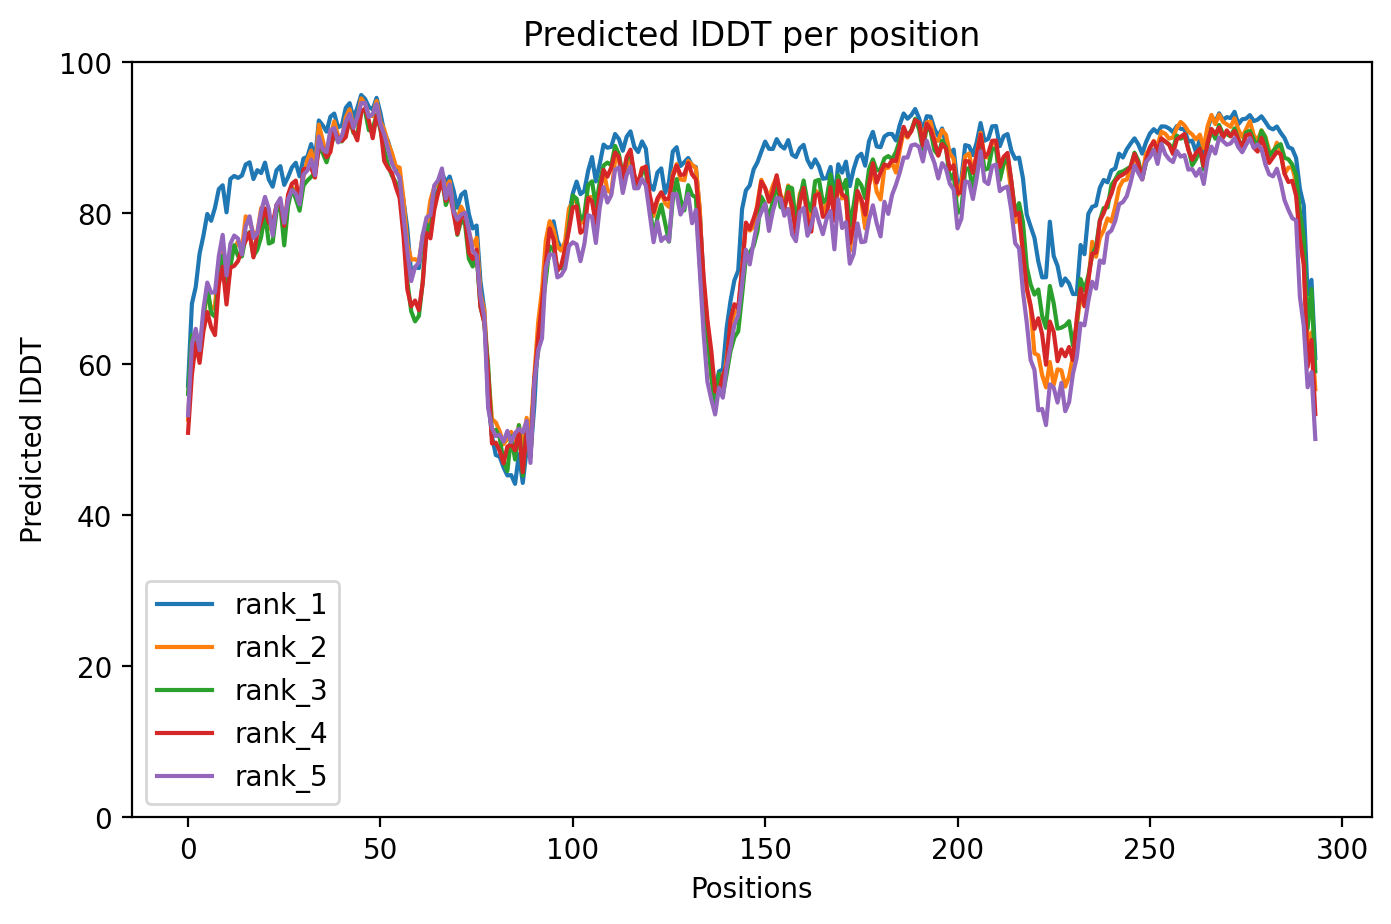 Predicted lDDT per position
100
80
60
40
20
0
Predicted lDDT
rank_1
rank_2
rank_3
rank_4
rank_5
0 50 100 150 200 250 300
Positions